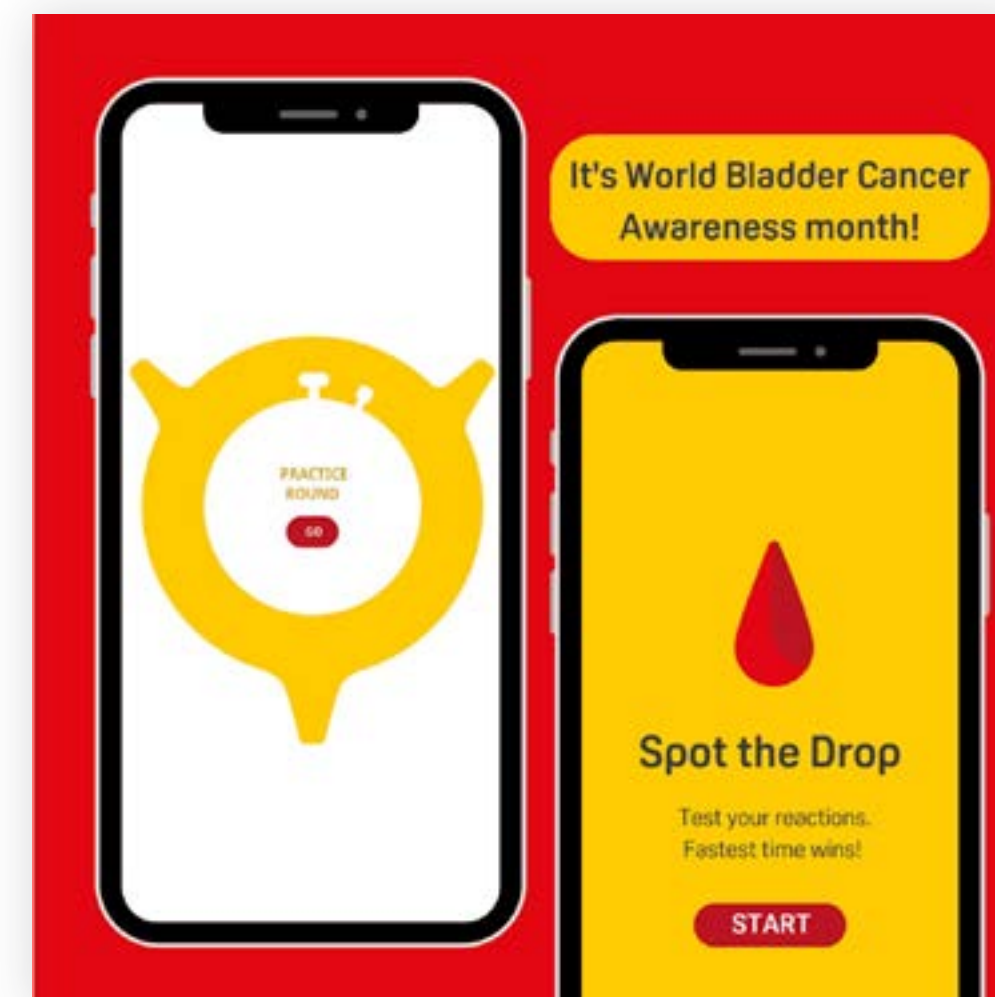 It's World Bladder Cancer
Awareness month!
PRACTICE
ROUND
GO
Spot the Drop
Test your reactions.
Fastest time wins!
START